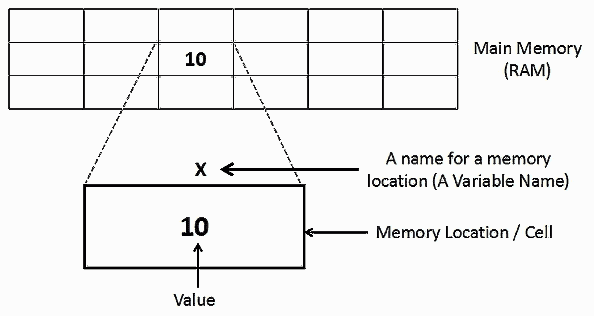 10
Main Memory
(RAM)
X
A name for a memory
location (A Variable Name)
10
Memory Location / Cell
Value